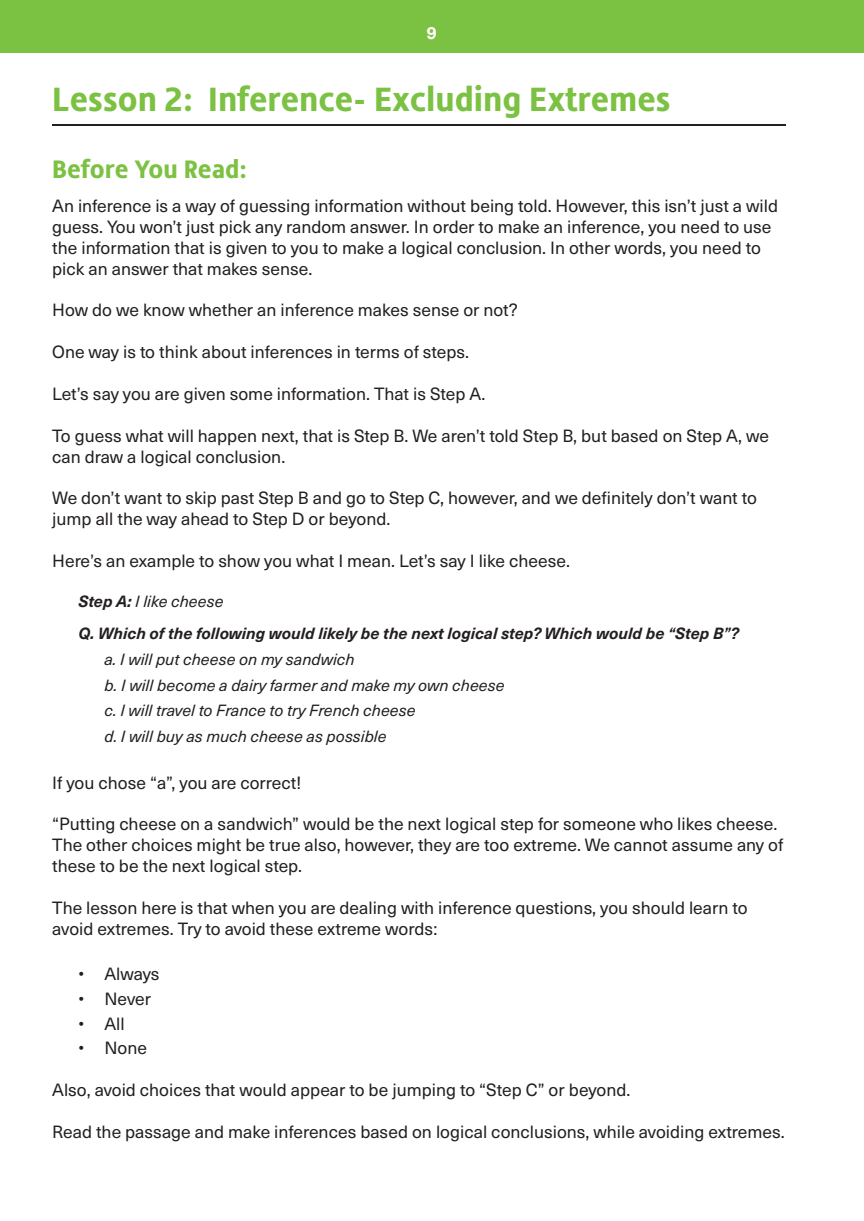 9
Lesson 2:  Inference- Excluding Extremes
Before You Read:
An inference is a way of guessing information without being told. However, this isn't just a wild
guess. You won't just pick any random answer. In order to make an inference, you need to use
the information that is given to you to make a logical conclusion. In other words, you need to
pick an answer that makes sense.
How do we know whether an inference makes sense or not?
One way is to think about inferences in terms of steps.
Let's say you are given some information. That is Step A.
To guess what will happen next, that is Step B. We aren't told Step B, but based on Step A, we
can draw a logical conclusion.
We don't want to skip past Step B and go to Step C, however, and we definitely don't want to
jump all the way ahead to Step D or beyond.
Here's an example to show you what I mean. Let's say I like cheese.
Step A: I like cheese
Q. Which of the following would likely be the next logical step? Which would be “Step B”?
a. I will put cheese on my sandwich
b. I will become a dairy farmer and make my own cheese
c. I will travel to France to try French cheese
d. I will buy as much cheese as possible
If you chose “a”, you are correct!
“Putting cheese on a sandwich” would be the next logical step for someone who likes cheese.
The other choices might be true also, however, they are too extreme. We cannot assume any of
these to be the next logical step.
The lesson here is that when you are dealing with inference questions, you should learn to
avoid extremes. Try to avoid these extreme words:
• Always
• Never
• All
• None
Also, avoid choices that would appear to be jumping to “Step C” or beyond.
Read the passage and make inferences based on logical conclusions, while avoiding extremes.